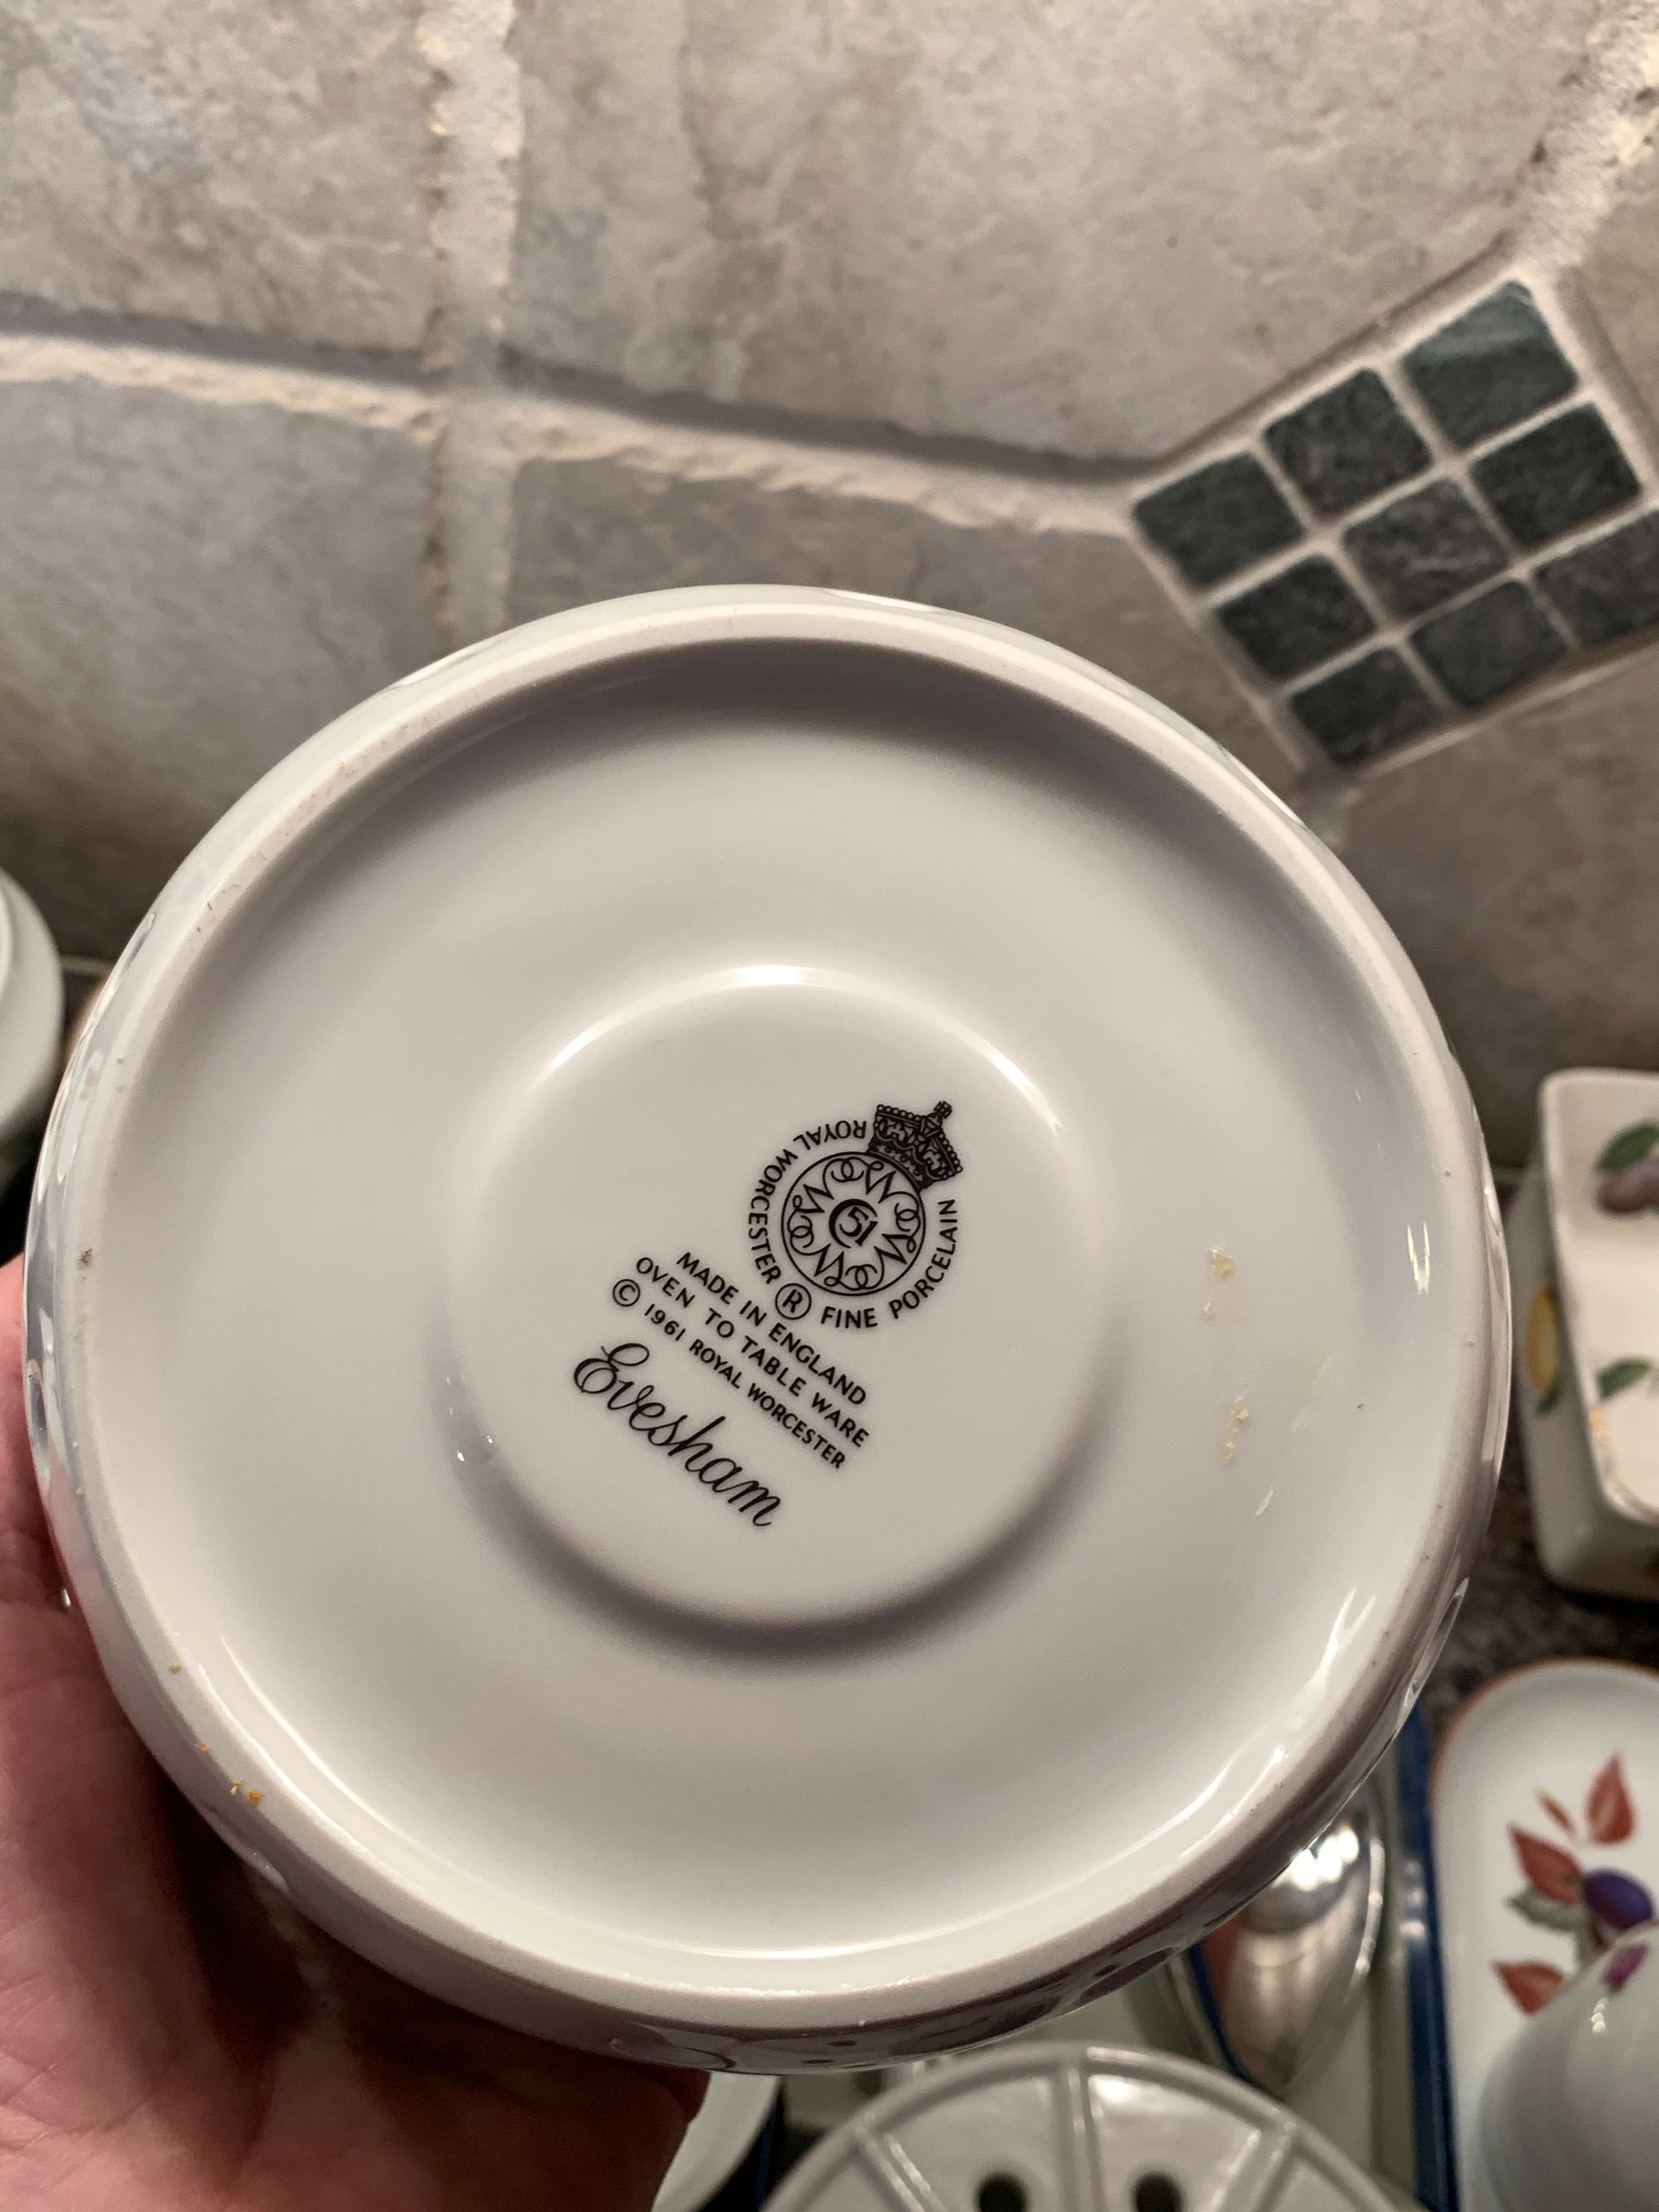 ROYAL WORCESTER ® FINE PORCELAIN
51
MADE IN ENGLAND
OVEN TO TABLE WARE
© 1961 ROYAL WORCESTER
Evesham